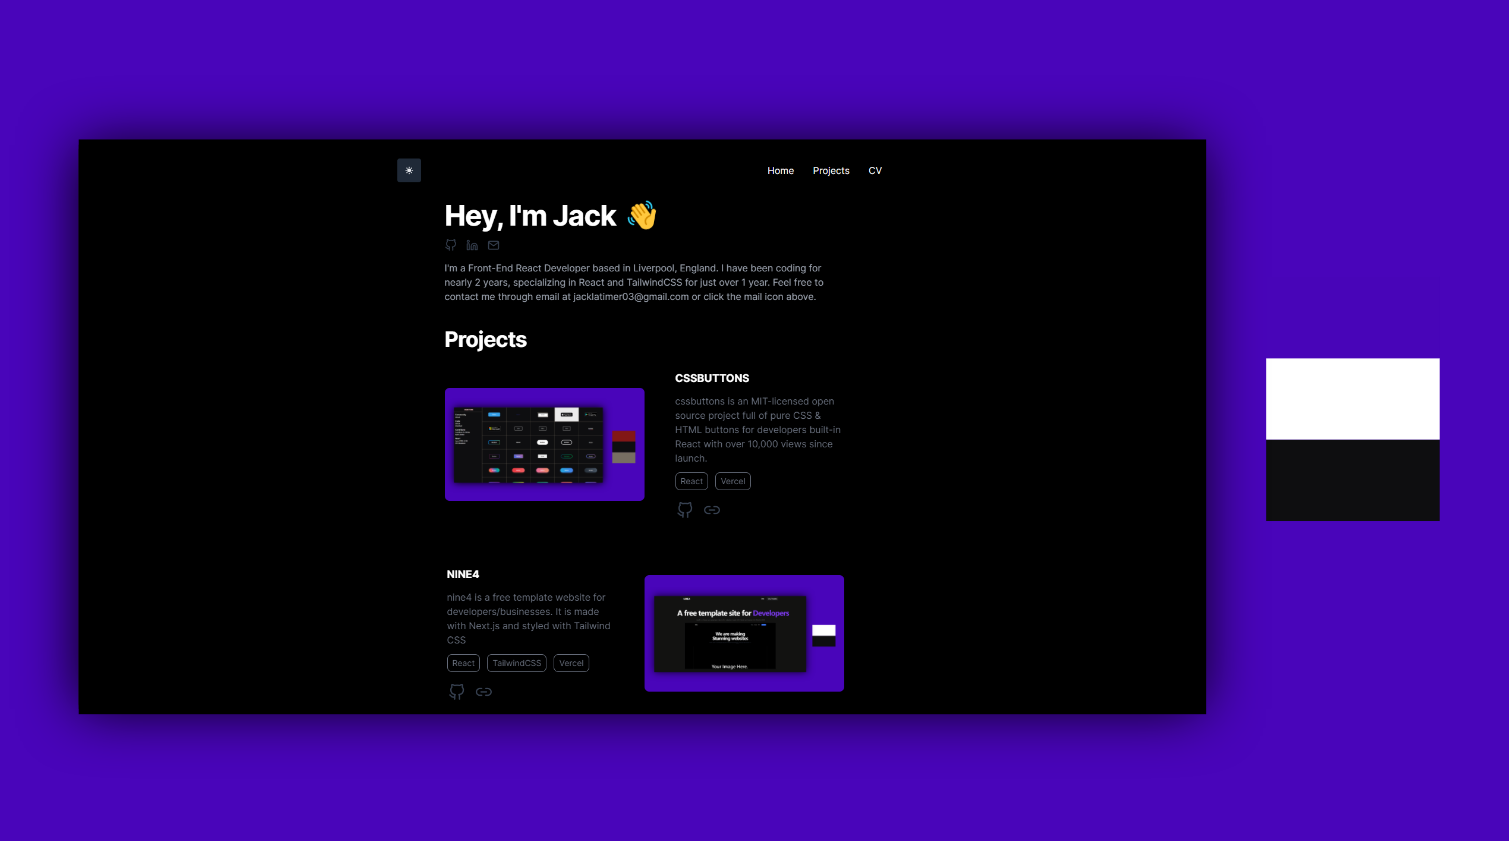 Home Projects CV
Hey, I'm Jack 👋
I'm a Front-End React Developer based in Liverpool, England. I have been coding for
nearly 2 years, specializing in React and TailwindCSS for just over 1 year. Feel free to
contact me through email at jacklatimer03@gmail.com or click the mail icon above.
Projects
CSSBUTTONS
cssbuttons is an MIT-licensed open
source project full of pure CSS &
HTML buttons for developers built-in
React with over 10,000 views since
launch.
React Vercel
NINE4
nine4 is a free template website for
developers/businesses. It is made
with Next.js and styled with Tailwind
CSS
React TailwindCSS Vercel
A free template site for Developers
We are making
Stunning websites
Your Image Here